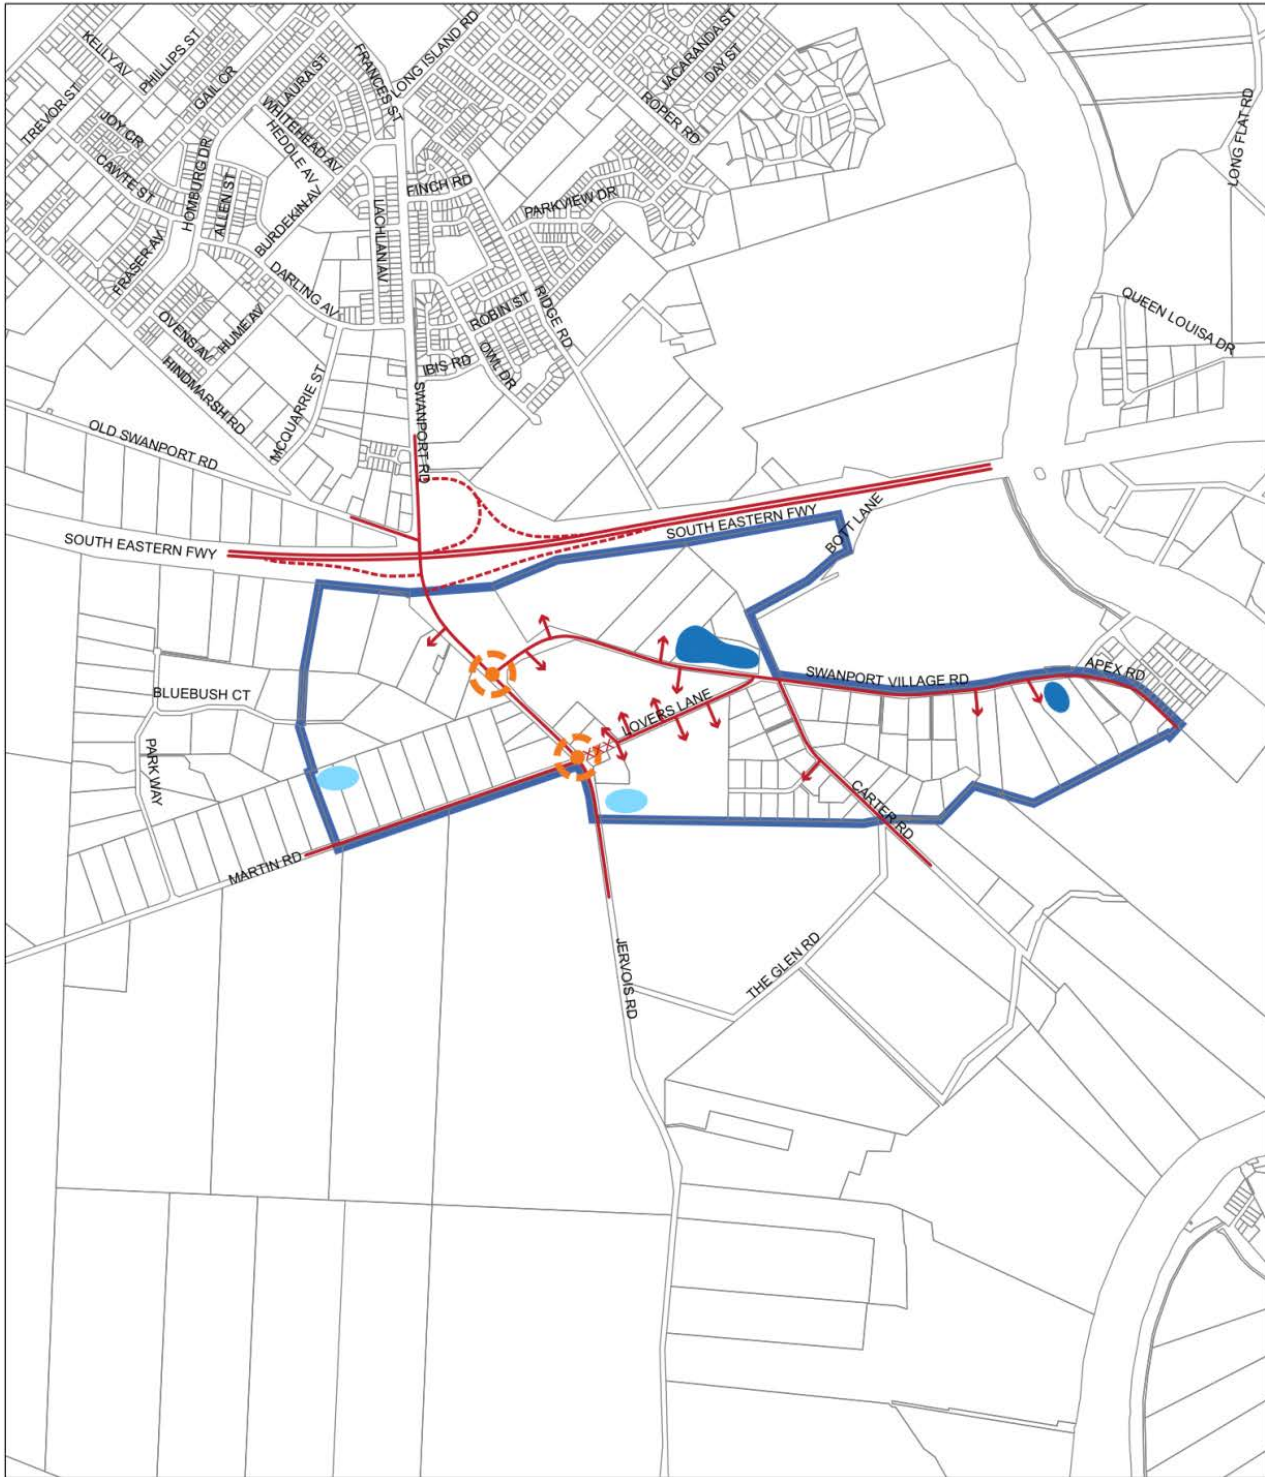 KELLY AV
PHILLIPS ST
GAIL CR
LAURA ST
WHITEHEAD AV
HEDDLE AV
FRANCES ST
LONG ISLAND RD
JACARANDA ST
DAY ST
ROPER RD
LONG FLAT RD
TREVOR ST
JOY CR
CAWTE ST
HOMBURG DR
ALLEN ST
BURDEKIN AV
LACHLAN AV
FINCH RD
PARKVIEW DR
FRASER AV
DARLING AV
OVENS AV
HUME AV
HINDMARSH RD
MCQUARRIE ST
ROBIN ST
RIDGE RD
IBIS RD
OWL DR
QUEEN LOUISA DR
SWANPORT RD
OLD SWANPORT RD
SOUTH EASTERN FWY
SOUTH EASTERN FWY
BOTT LANE
SWANPORT VILLAGE RD
APEX RD
BLUEBUSH CT
LOVERS LANE
XXX
PARK WAY
CARTER RD
MARTIN RD
JERVOIS RD
THE GLEN RD